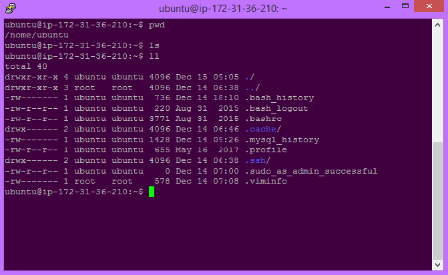 ubuntu@ip-172-31-36-210: ~
ubuntu@ip-172-31-36-210:~$ pwd
/home/ubuntu
ubuntu@ip-172-31-36-210:~$ ls
ubuntu@ip-172-31-36-210:~$ ll
total 40
drwxr-xr-x 4 ubuntu ubuntu 4096 Dec 15 09:05 ./
drwxr-xr-x 3 root   root   4096 Dec 14 06:38 ../
-rw------- 1 ubuntu ubuntu  736 Dec 14 18:10 .bash_history
-rw-r--r-- 1 ubuntu ubuntu  220 Aug 31  2015 .bash_logout
-rw-r--r-- 1 ubuntu ubuntu 3771 Aug 31  2015 .bashrc
drwx------ 2 ubuntu ubuntu 4096 Dec 14 06:46 .cache/
-rw------- 1 ubuntu ubuntu 1428 Dec 14 09:26 .mysql_history
-rw-r--r-- 1 ubuntu ubuntu  655 May 16  2017 .profile
drwx------ 2 ubuntu ubuntu 4096 Dec 14 06:38 .ssh/
-rw-r--r-- 1 ubuntu ubuntu    0 Dec 14 07:00 .sudo_as_admin_successful
-rw------- 1 root   root    578 Dec 14 07:08 .viminfo
ubuntu@ip-172-31-36-210:~$